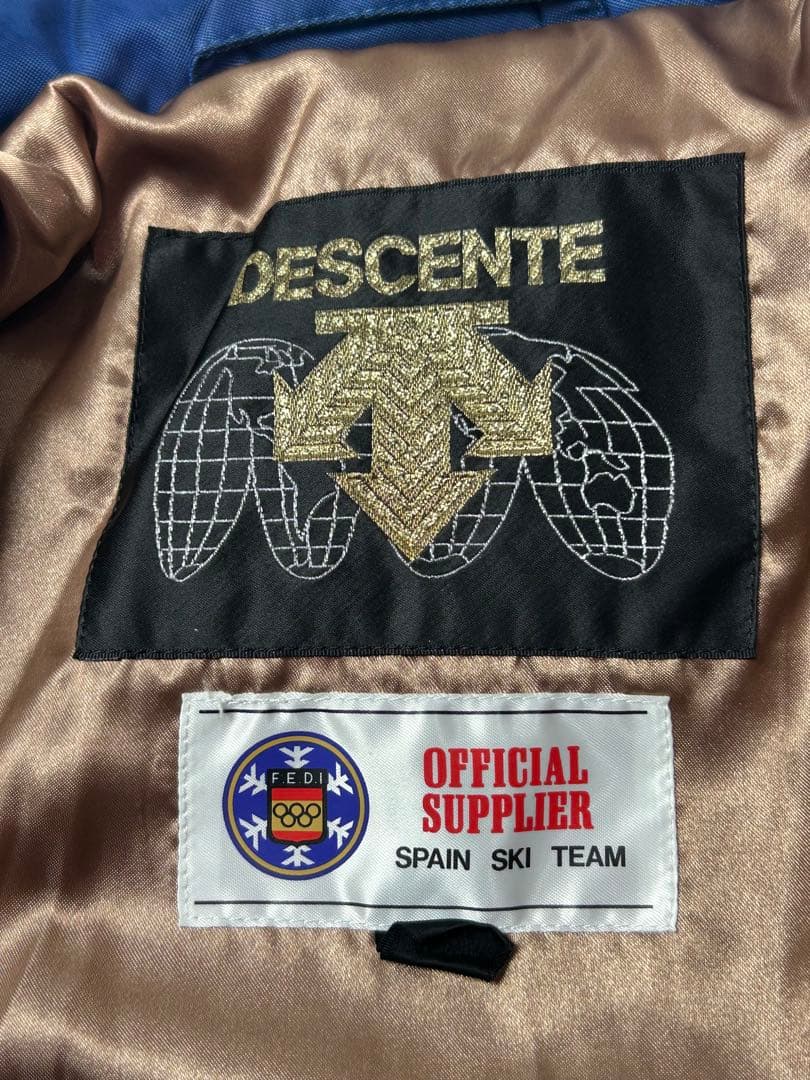 DESCENTE
F.E.D.I
OFFICIAL
SUPPLIER
SPAIN SKI TEAM